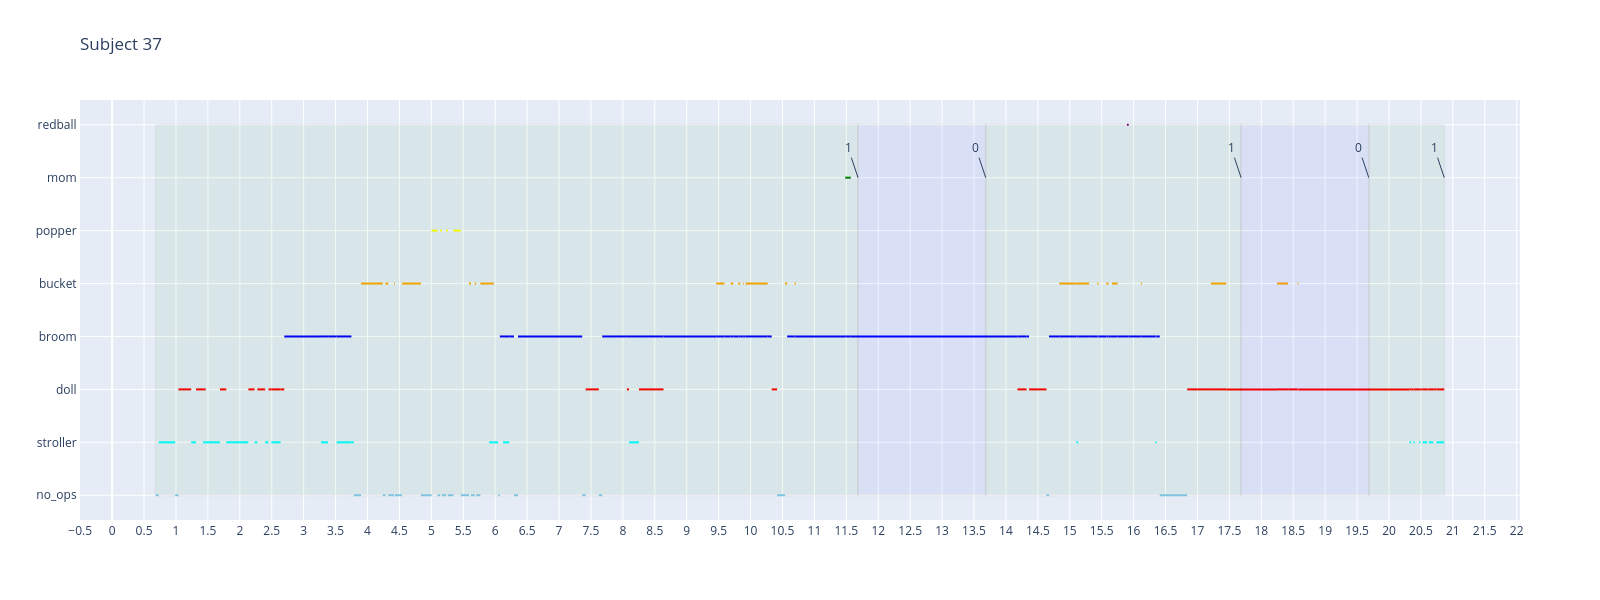 Subject 37
redball
1 0 1 0 1
mom
popper
bucket
broom
doll
stroller
no_ops
−0.5 0 0.5 1 1.5 2 2.5 3 3.5 4 4.5 5 5.5 6 6.5 7 7.5 8 8.5 9 9.5 10 10.5 11 11.5 12 12.5 13 13.5 14 14.5 15 15.5 16 16.5 17 17.5 18 18.5 19 19.5 20 20.5 21 21.5 22